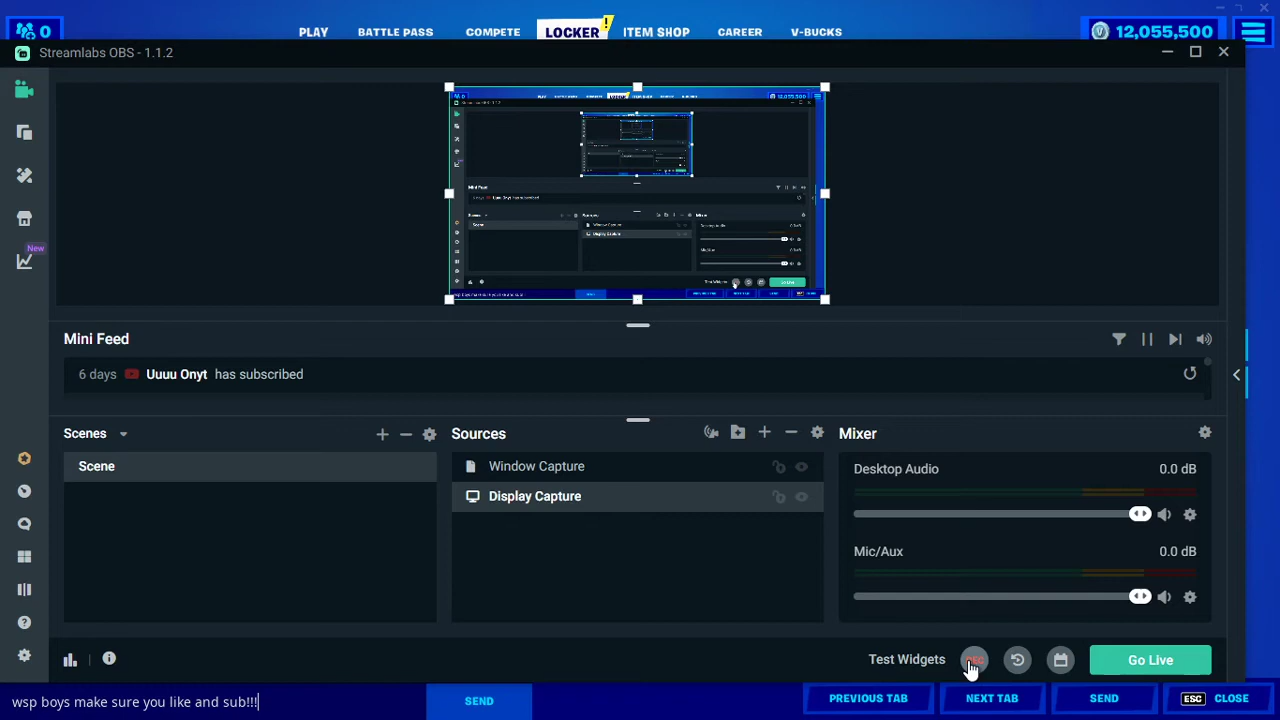 0
PLAY
BATTLE PASS
COMPETE
LOCKER
!
ITEM SHOP
CAREER
V-BUCKS
V
12,055,500
Streamlabs OBS - 1.1.2
New
Mini Feed
6 days Uuuu Onyt has subscribed
Scenes
Scene
Sources
Window Capture
Display Capture
Mixer
Desktop Audio
0.0 dB
Mic/Aux
0.0 dB
Test Widgets
REC
Go Live
wsp boys make sure you like and sub!!!
SEND
PREVIOUS TAB
NEXT TAB
SEND
ESC CLOSE